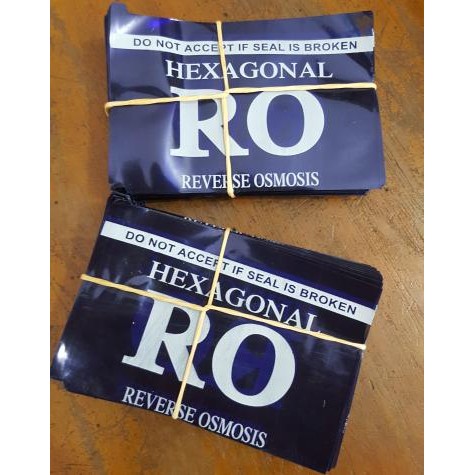 DO NOT ACCEPT IF SEAL IS BROKEN
HEXAGONAL
RO
REVERSE OSMOSIS
DO NOT ACCEPT IF SEAL IS BROKEN
HEXAGONAL
RO
REVERSE OSMOSIS